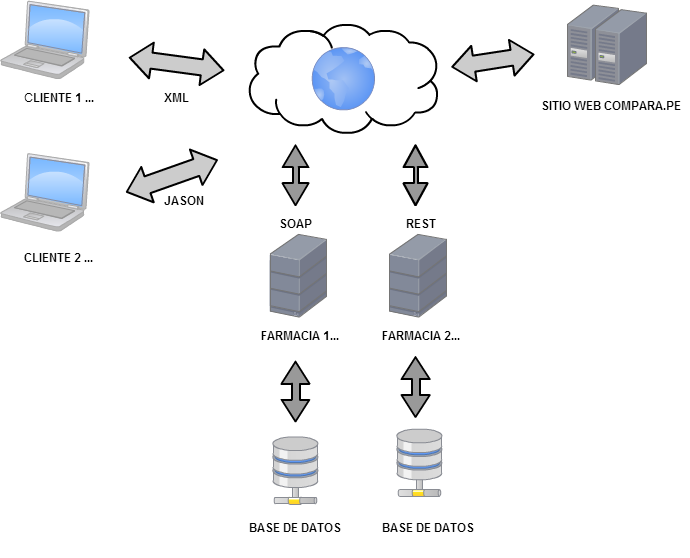 CLIENTE 1 ...
XML
SITIO WEB COMPARA.PE
JASON
CLIENTE 2 ...
SOAP
REST
FARMACIA 1...
FARMACIA 2...
BASE DE DATOS
BASE DE DATOS